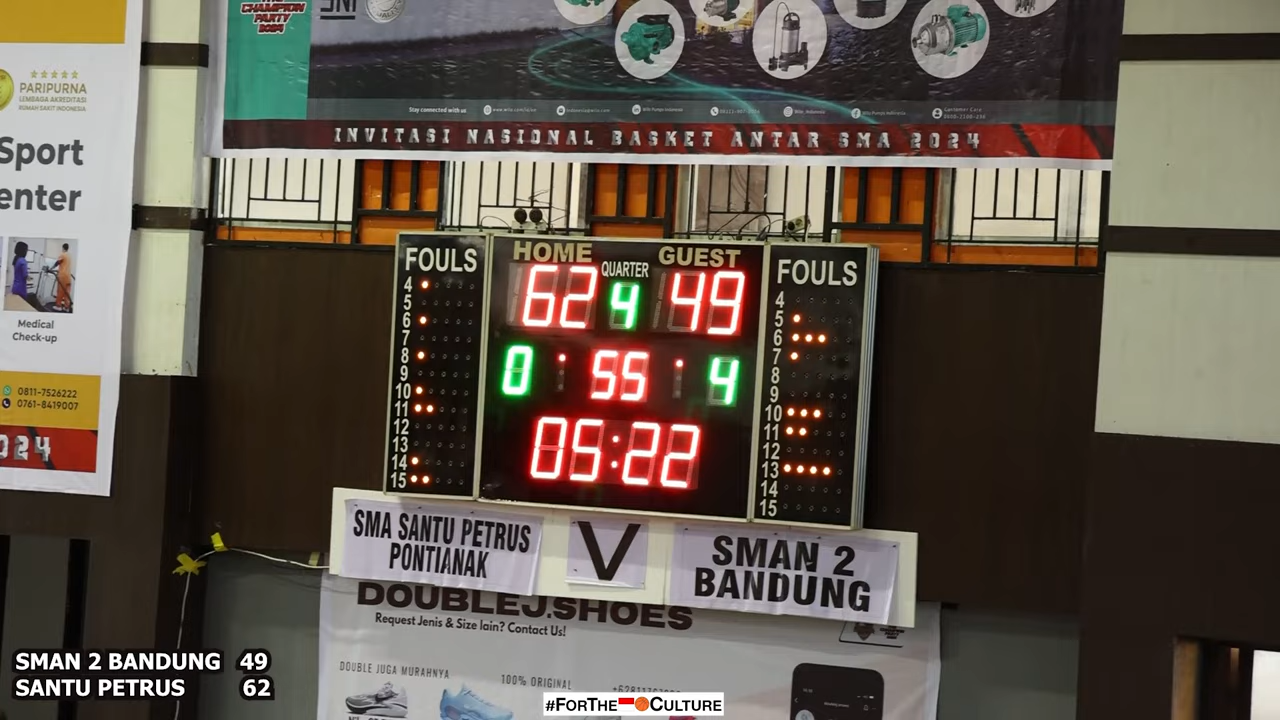 CHAMPION
PARTY
2024
SNI
Stay connected with us
Customer Care
INVITASI NASIONAL BASKET ANTAR SMA 2024
PARIPURNA
LEMBAGA AKREDITASI
RUMAH SAKIT INDONESIA
Sport
enter
Medical
Check-up
0811-7526222
0761-8419007
024
FOULS
4
5
6
7
8
9
10
11
12
13
14
15
HOME
QUARTER
GUEST
62 4 49
0 : 55 : 4
05:22
FOULS
4
5
6
7
8
9
10
11
12
13
14
15
SMA SANTU PETRUS
PONTIANAK
V
SMAN 2
BANDUNG
DOUBLEJ.SHOES
Request Jenis & Size lain? Contact Us!
DOUBLE JUGA MURAHNYA
100% ORIGINAL
SMAN 2 BANDUNG 49
SANTU PETRUS 62
#ForTheCulture